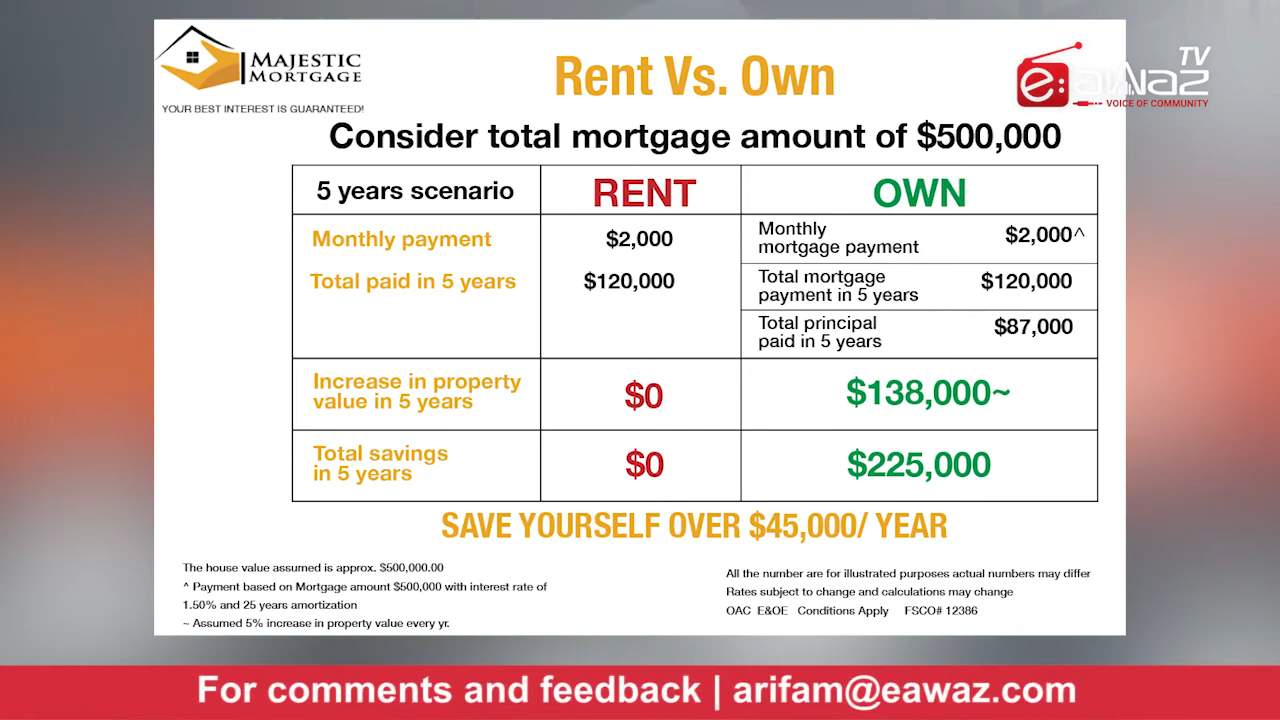 MAJESTIC
MORTGAGE
YOUR BEST INTEREST IS GUARANTEED!
Rent Vs. Own
e:awaz TV
VOICE OF COMMUNITY
Consider total mortgage amount of $500,000
5 years scenario
RENT
OWN
Monthly payment
$2,000
Monthly
mortgage payment
$2,000^
Total paid in 5 years
$120,000
Total mortgage
payment in 5 years
$120,000
Total principal
paid in 5 years
$87,000
Increase in property
value in 5 years
$0
$138,000~
Total savings
in 5 years
$0
$225,000
SAVE YOURSELF OVER $45,000/ YEAR
The house value assumed is approx. $500,000.00
^ Payment based on Mortgage amount $500,000 with interest rate of
1.50% and 25 years amortization
~ Assumed 5% increase in property value every yr.
All the number are for illustrated purposes actual numbers may differ
Rates subject to change and calculations may change
OAC E&OE Conditions Apply FSCO# 12386
For comments and feedback | arifam@eawaz.com